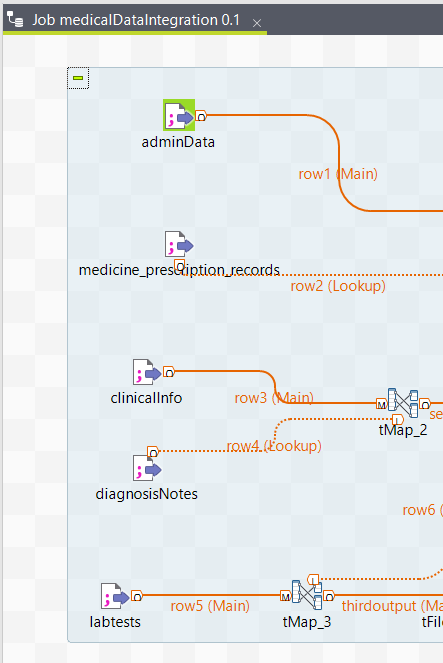 Job medicalDataIntegration 0.1
adminData
row1 (Main)
medicine_prescription_records
row2 (Lookup)
clinicalInfo
row3 (Main)
tMap_2
se
row4 (Lookup)
diagnosisNotes
row6 (
labtests
row5 (Main)
tMap_3
thirdoutput (Ma
tFile